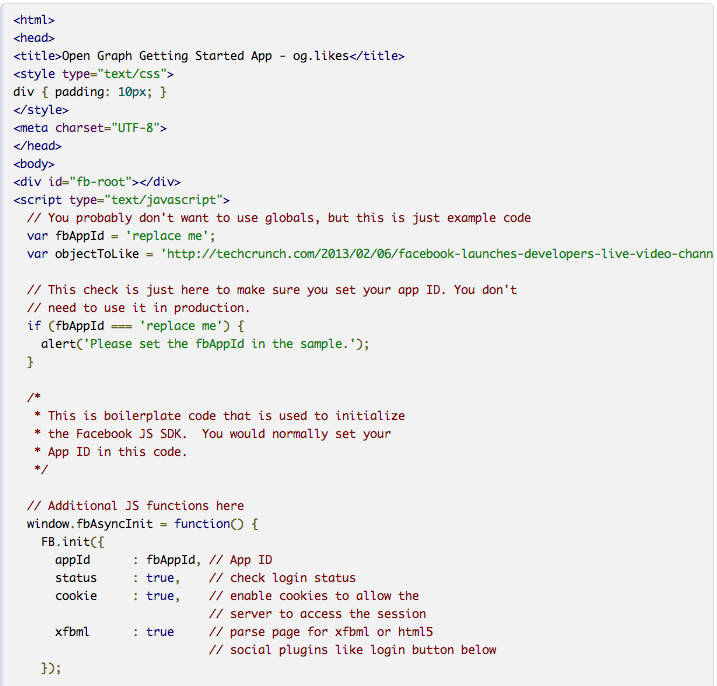 <html>
<head>
<title>Open Graph Getting Started App - og.likes</title>
<style type="text/css">
div { padding: 10px; }
</style>
<meta charset="UTF-8">
</head>
<body>
<div id="fb-root"></div>
<script type="text/javascript">
  // You probably don't want to use globals, but this is just example code
  var fbAppId = 'replace me';
  var objectToLike = 'http://techcrunch.com/2013/02/06/facebook-launches-developers-live-video-chann

  // This check is just here to make sure you set your app ID. You don't
  // need to use it in production.
  if (fbAppId === 'replace me') {
    alert('Please set the fbAppId in the sample.');
  }

  /*
   * This is boilerplate code that is used to initialize
   * the Facebook JS SDK.  You would normally set your
   * App ID in this code.
   */

  // Additional JS functions here
  window.fbAsyncInit = function() {
    FB.init({
      appId      : fbAppId, // App ID
      status     : true,    // check login status
      cookie     : true,    // enable cookies to allow the
                            // server to access the session
      xfbml      : true     // parse page for xfbml or html5
                            // social plugins like login button below
    });